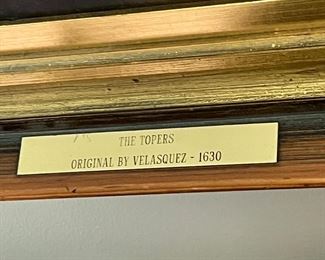 THE TOPERS
ORIGINAL BY VELASQUEZ - 1630